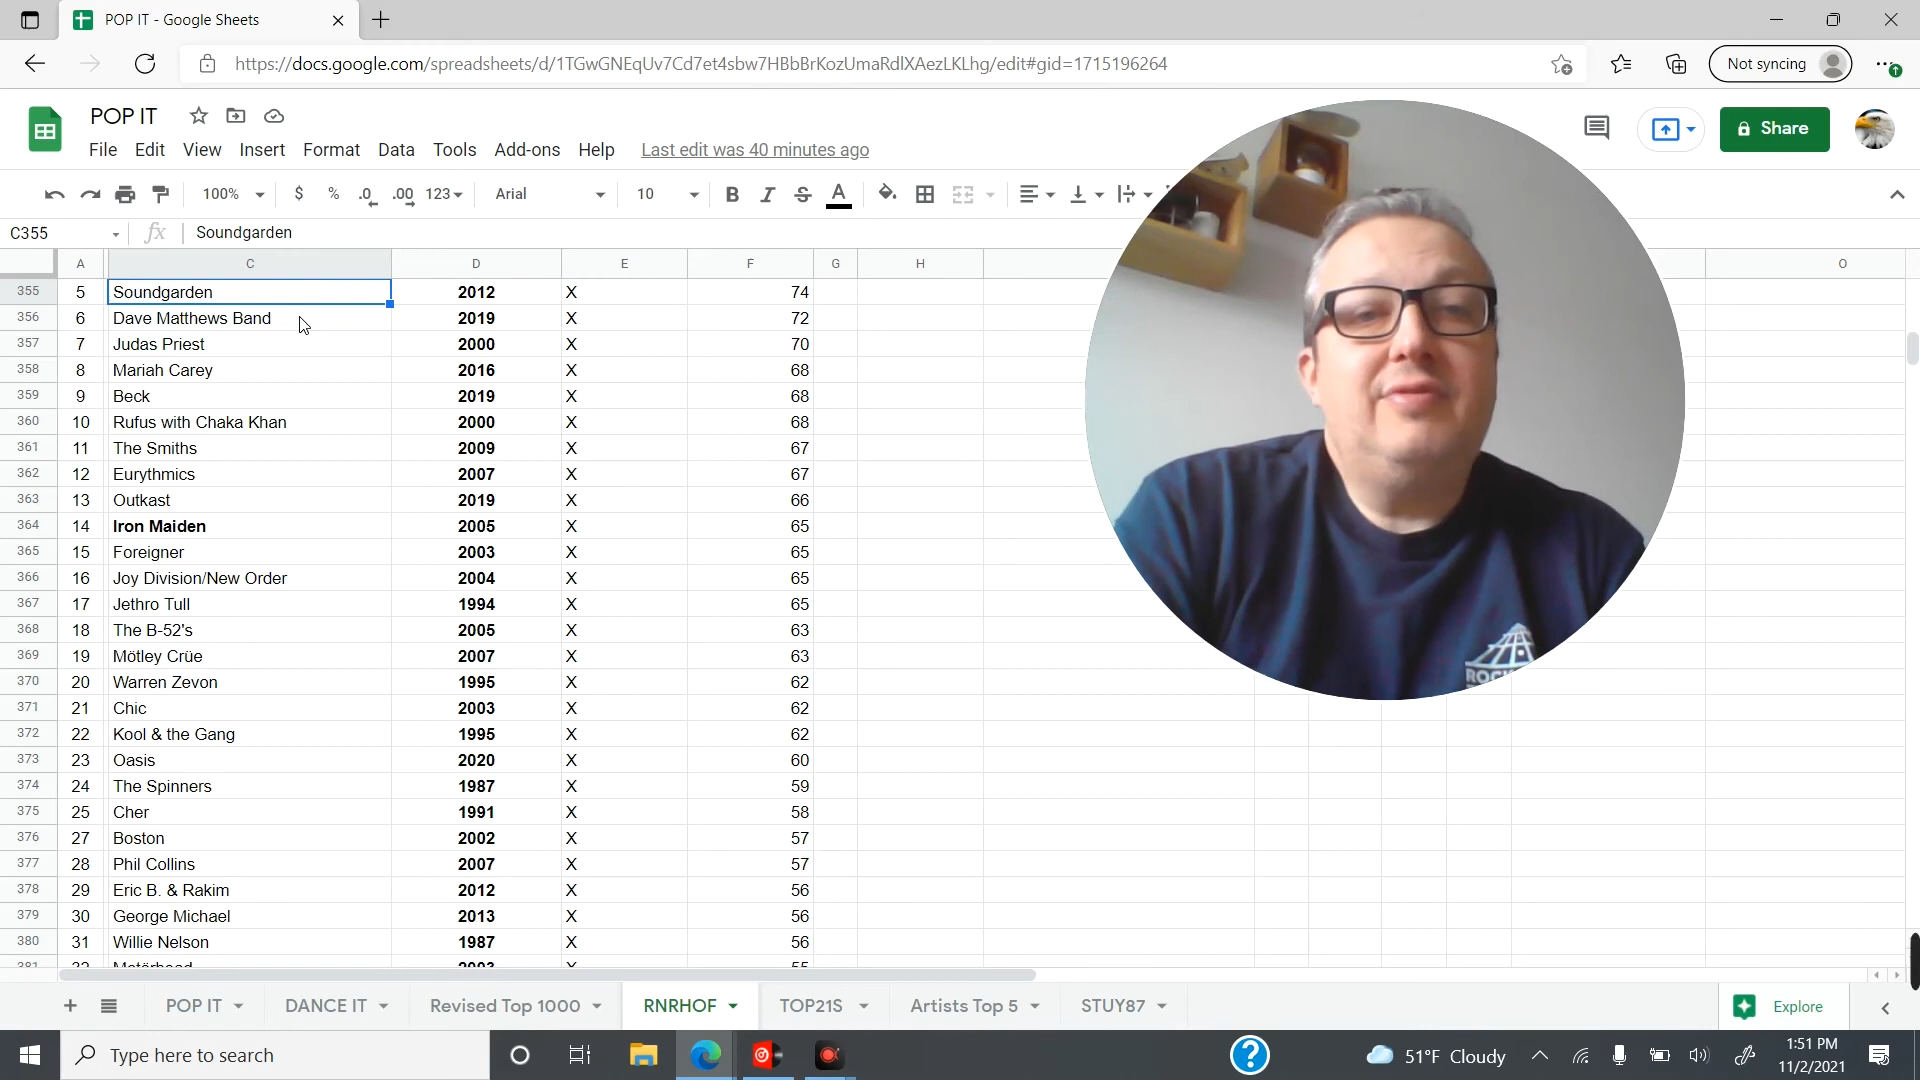 POP IT - Google Sheets
https://docs.google.com/spreadsheets/d/1TGwGNEqUv7Cd7et4sbw7HBbBrKozUmaRdlXAezLKLhg/edit#gid=1715196264
Not syncing
POP IT
Share
File Edit View Insert Format Data Tools Add-ons Help Last edit was 40 minutes ago
100% $ % .0 .00 123 Arial 10 B I S A
C355 fx Soundgarden
A C D E F G H O
355 5 Soundgarden 2012 X 74
356 6 Dave Matthews Band 2019 X 72
357 7 Judas Priest 2000 X 70
358 8 Mariah Carey 2016 X 68
359 9 Beck 2019 X 68
360 10 Rufus with Chaka Khan 2000 X 68
361 11 The Smiths 2009 X 67
362 12 Eurythmics 2007 X 67
363 13 Outkast 2019 X 66
364 14 Iron Maiden 2005 X 65
365 15 Foreigner 2003 X 65
366 16 Joy Division/New Order 2004 X 65
367 17 Jethro Tull 1994 X 65
368 18 The B-52's 2005 X 63
369 19 Mötley Crüe 2007 X 63
370 20 Warren Zevon 1995 X 62
371 21 Chic 2003 X 62
372 22 Kool & the Gang 1995 X 62
373 23 Oasis 2020 X 60
374 24 The Spinners 1987 X 59
375 25 Cher 1991 X 58
376 27 Boston 2002 X 57
377 28 Phil Collins 2007 X 57
378 29 Eric B. & Rakim 2012 X 56
379 30 George Michael 2013 X 56
380 31 Willie Nelson 1987 X 56
381 32 Motörhead 2003 X 55
ROCK
POP IT DANCE IT Revised Top 1000 RNRHOF TOP21S Artists Top 5 STUY87 Explore
Type here to search
51°F Cloudy
1:51 PM
11/2/2021